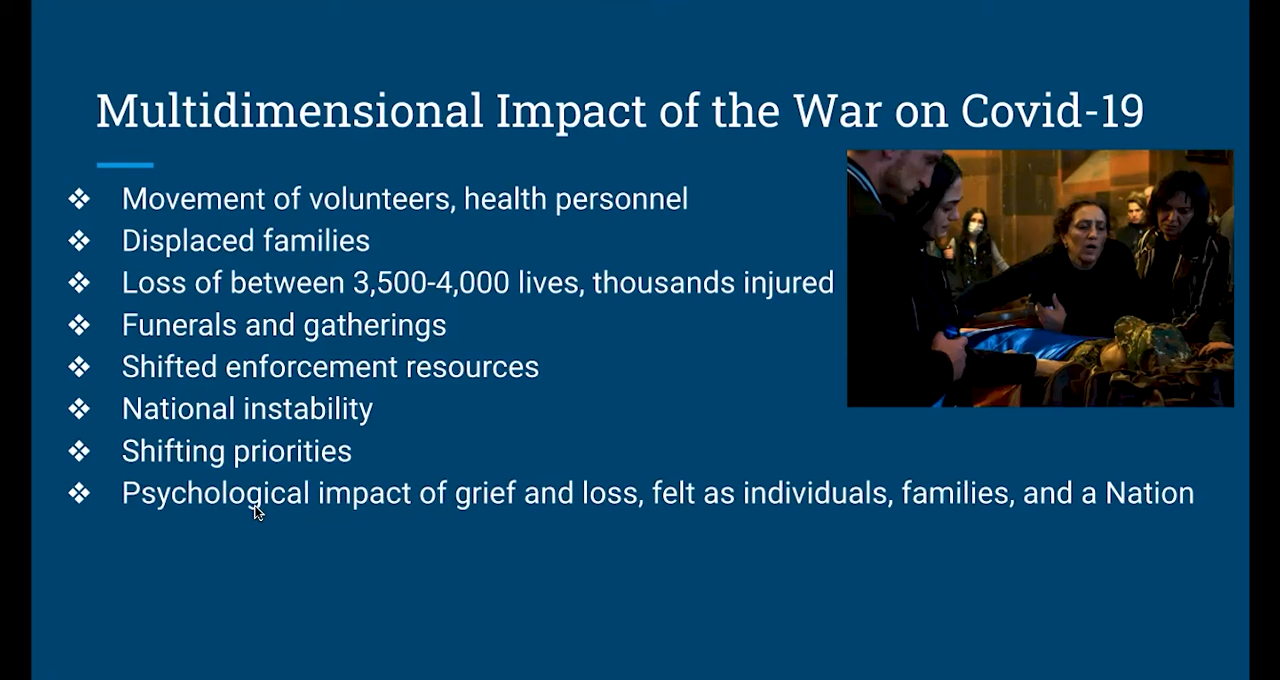 Multidimensional Impact of the War on Covid-19
❖ Movement of volunteers, health personnel
❖ Displaced families
❖ Loss of between 3,500-4,000 lives, thousands injured
❖ Funerals and gatherings
❖ Shifted enforcement resources
❖ National instability
❖ Shifting priorities
❖ Psychological impact of grief and loss, felt as individuals, families, and a Nation